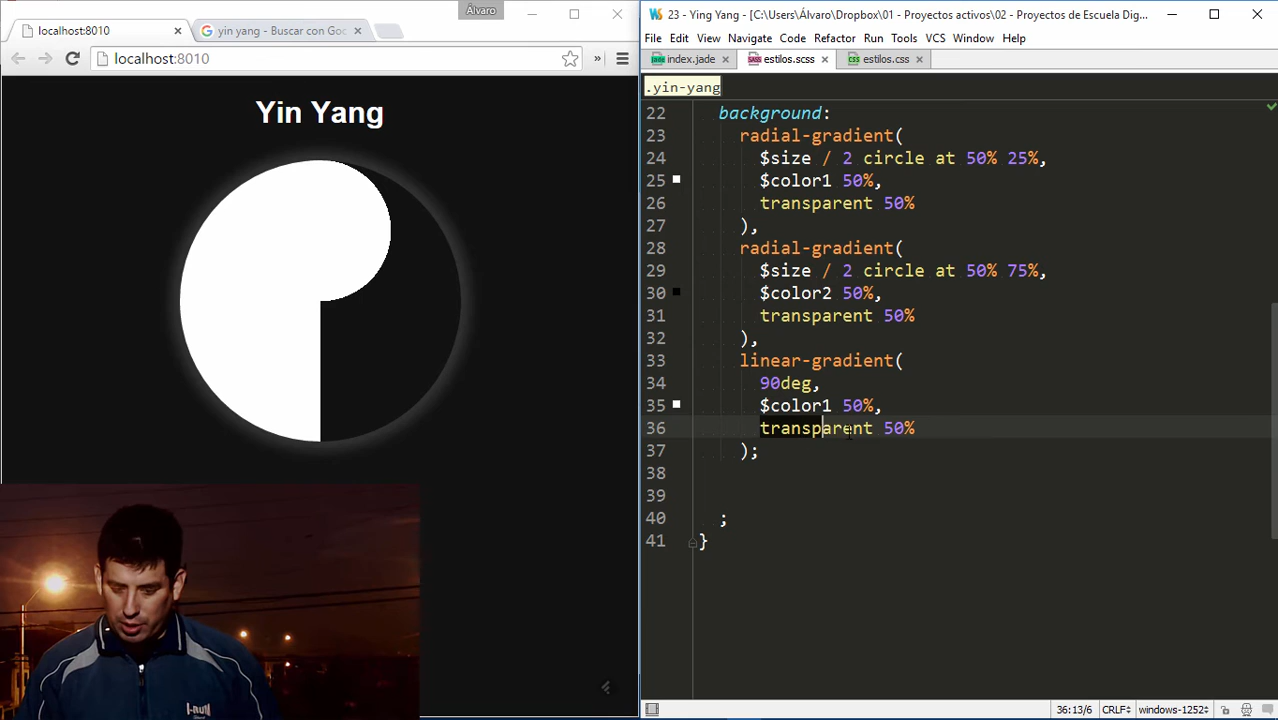 Álvaro
localhost:8010
yin yang - Buscar con Goo
localhost:8010
Yin Yang
23 - Ying Yang - [C:\Users\Álvaro\Dropbox\01 - Proyectos activos\02 - Proyectos de Escuela Dig...
File Edit View Navigate Code Refactor Run Tools VCS Window Help
index.jade
estilos.scss
estilos.css
.yin-yang
22 background:
23 radial-gradient(
24 $size / 2 circle at 50% 25%,
25 $color1 50%,
26 transparent 50%
27 ),
28 radial-gradient(
29 $size / 2 circle at 50% 75%,
30 $color2 50%,
31 transparent 50%
32 ),
33 linear-gradient(
34 90deg,
35 $color1 50%,
36 transparent 50%
37 );
38
39
40 ;
41 }
36:13/6 CRLF windows-1252